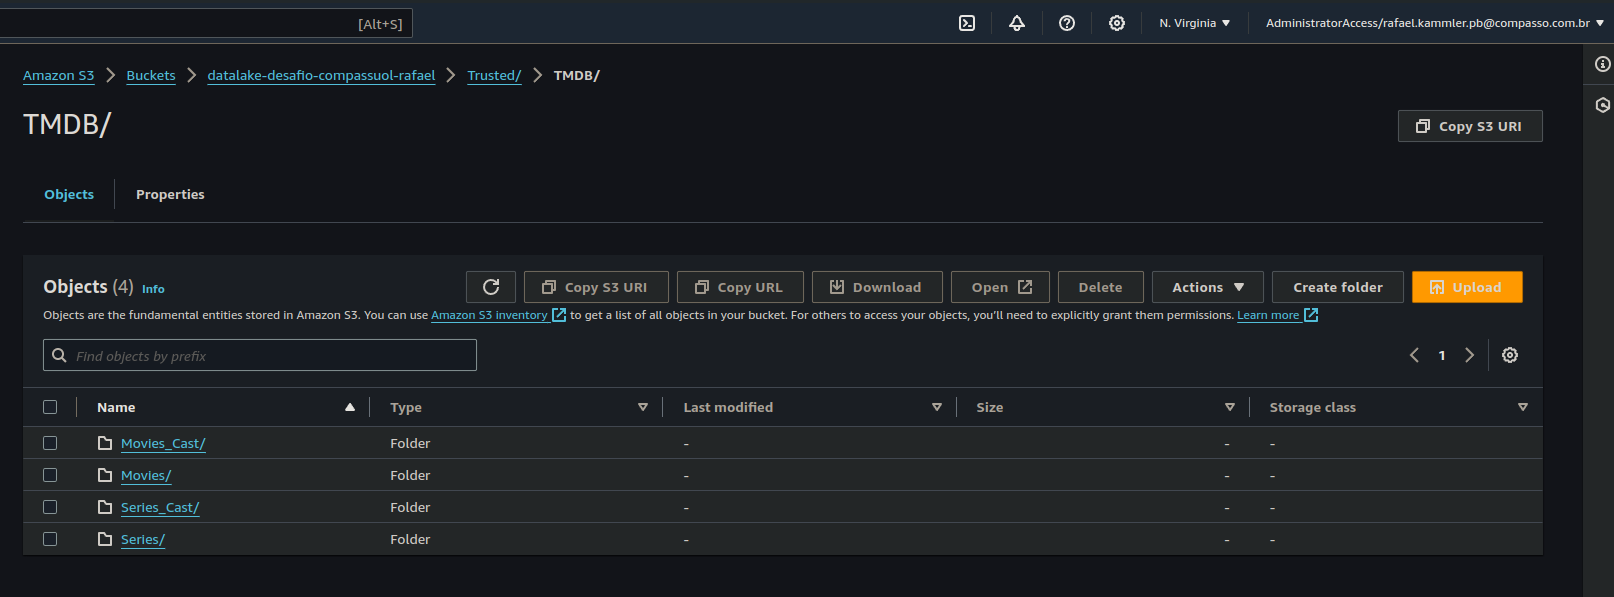 [Alt+S] N. Virginia AdministratorAccess/rafael.kammler.pb@compasso.com.br
Amazon S3 Buckets datalake-desafio-compassuol-rafael Trusted/ TMDB/
TMDB/
Copy S3 URI
Objects Properties
Objects (4) Info Copy S3 URI Copy URL Download Open Delete Actions Create folder Upload
Objects are the fundamental entities stored in Amazon S3. You can use Amazon S3 inventory to get a list of all objects in your bucket. For others to access your objects, you'll need to explicitly grant them permissions. Learn more
Find objects by prefix 1
Name Type Last modified Size Storage class
Movies_Cast/ Folder - - -
Movies/ Folder - - -
Series_Cast/ Folder - - -
Series/ Folder - - -